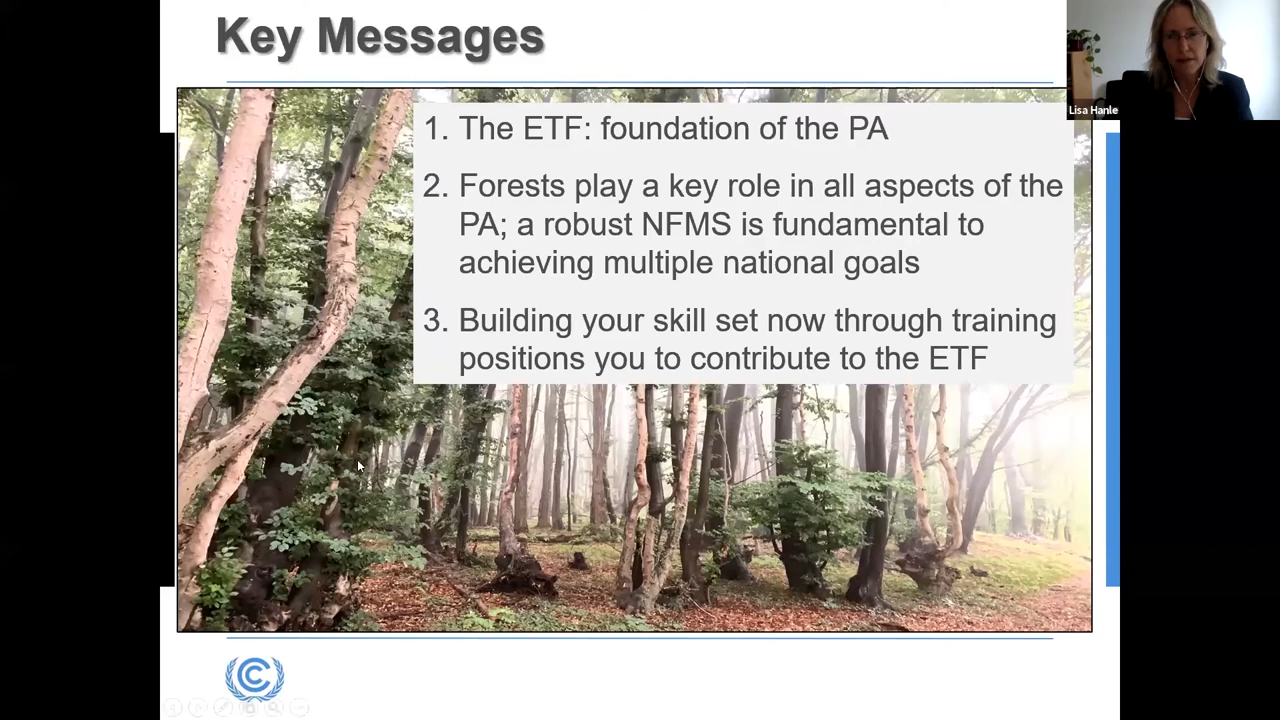 Key Messages
Lisa Hanle
1. The ETF: foundation of the PA
2. Forests play a key role in all aspects of the
PA; a robust NFMS is fundamental to
achieving multiple national goals
3. Building your skill set now through training
positions you to contribute to the ETF